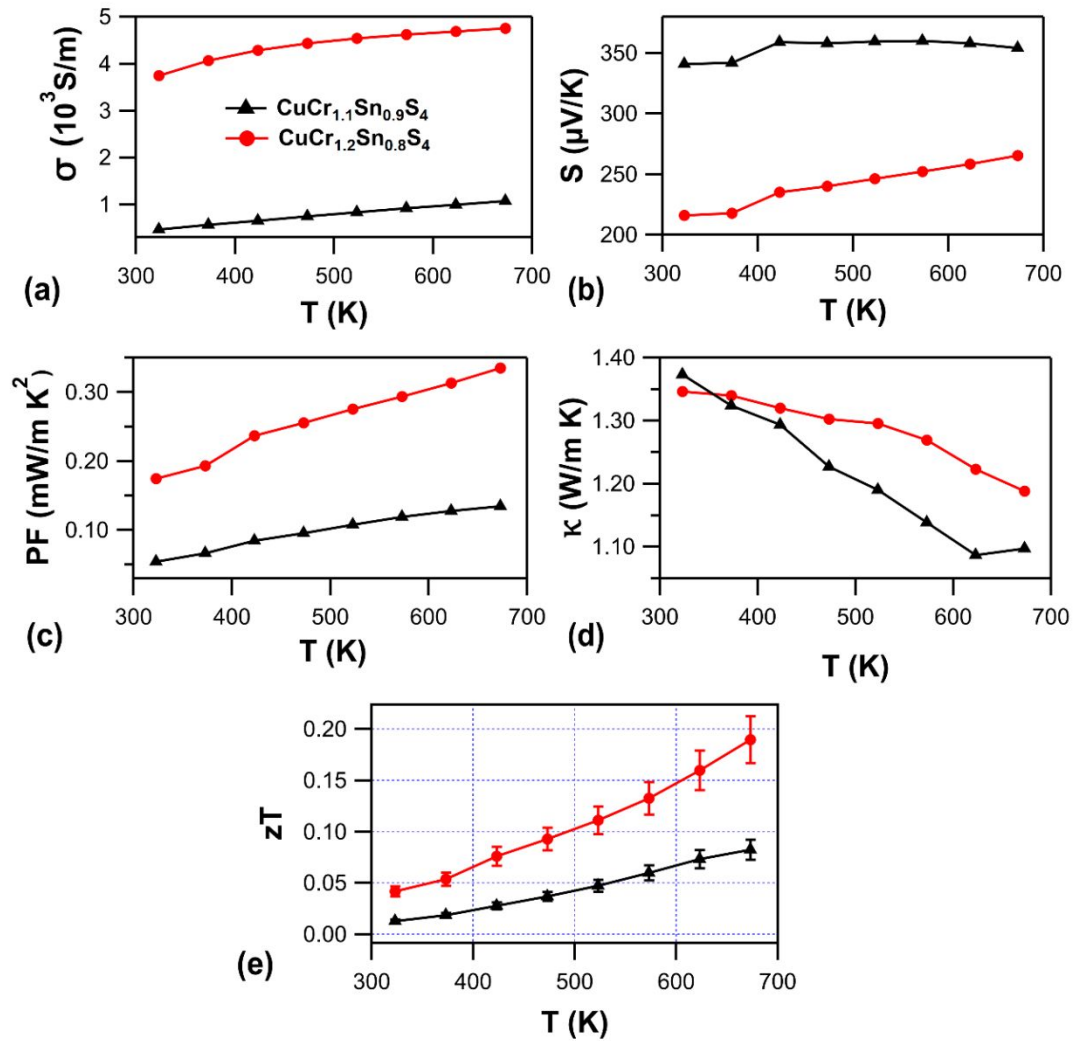 5
4
3
2
1
σ (10³S/m)
CuCr₁.₁Sn₀.₉S₄
CuCr₁.₂Sn₀.₈S₄
300 400 500 600 700
T (K)
(a)
350
300
250
200
S (µV/K)
300 400 500 600 700
T (K)
(b)
0.30
0.20
0.10
PF (mW/m K²)
300 400 500 600 700
T (K)
(c)
1.40
1.30
1.20
1.10
κ (W/m K)
300 400 500 600 700
T (K)
(d)
0.20
0.15
0.10
0.05
0.00
zT
300 400 500 600 700
T (K)
(e)